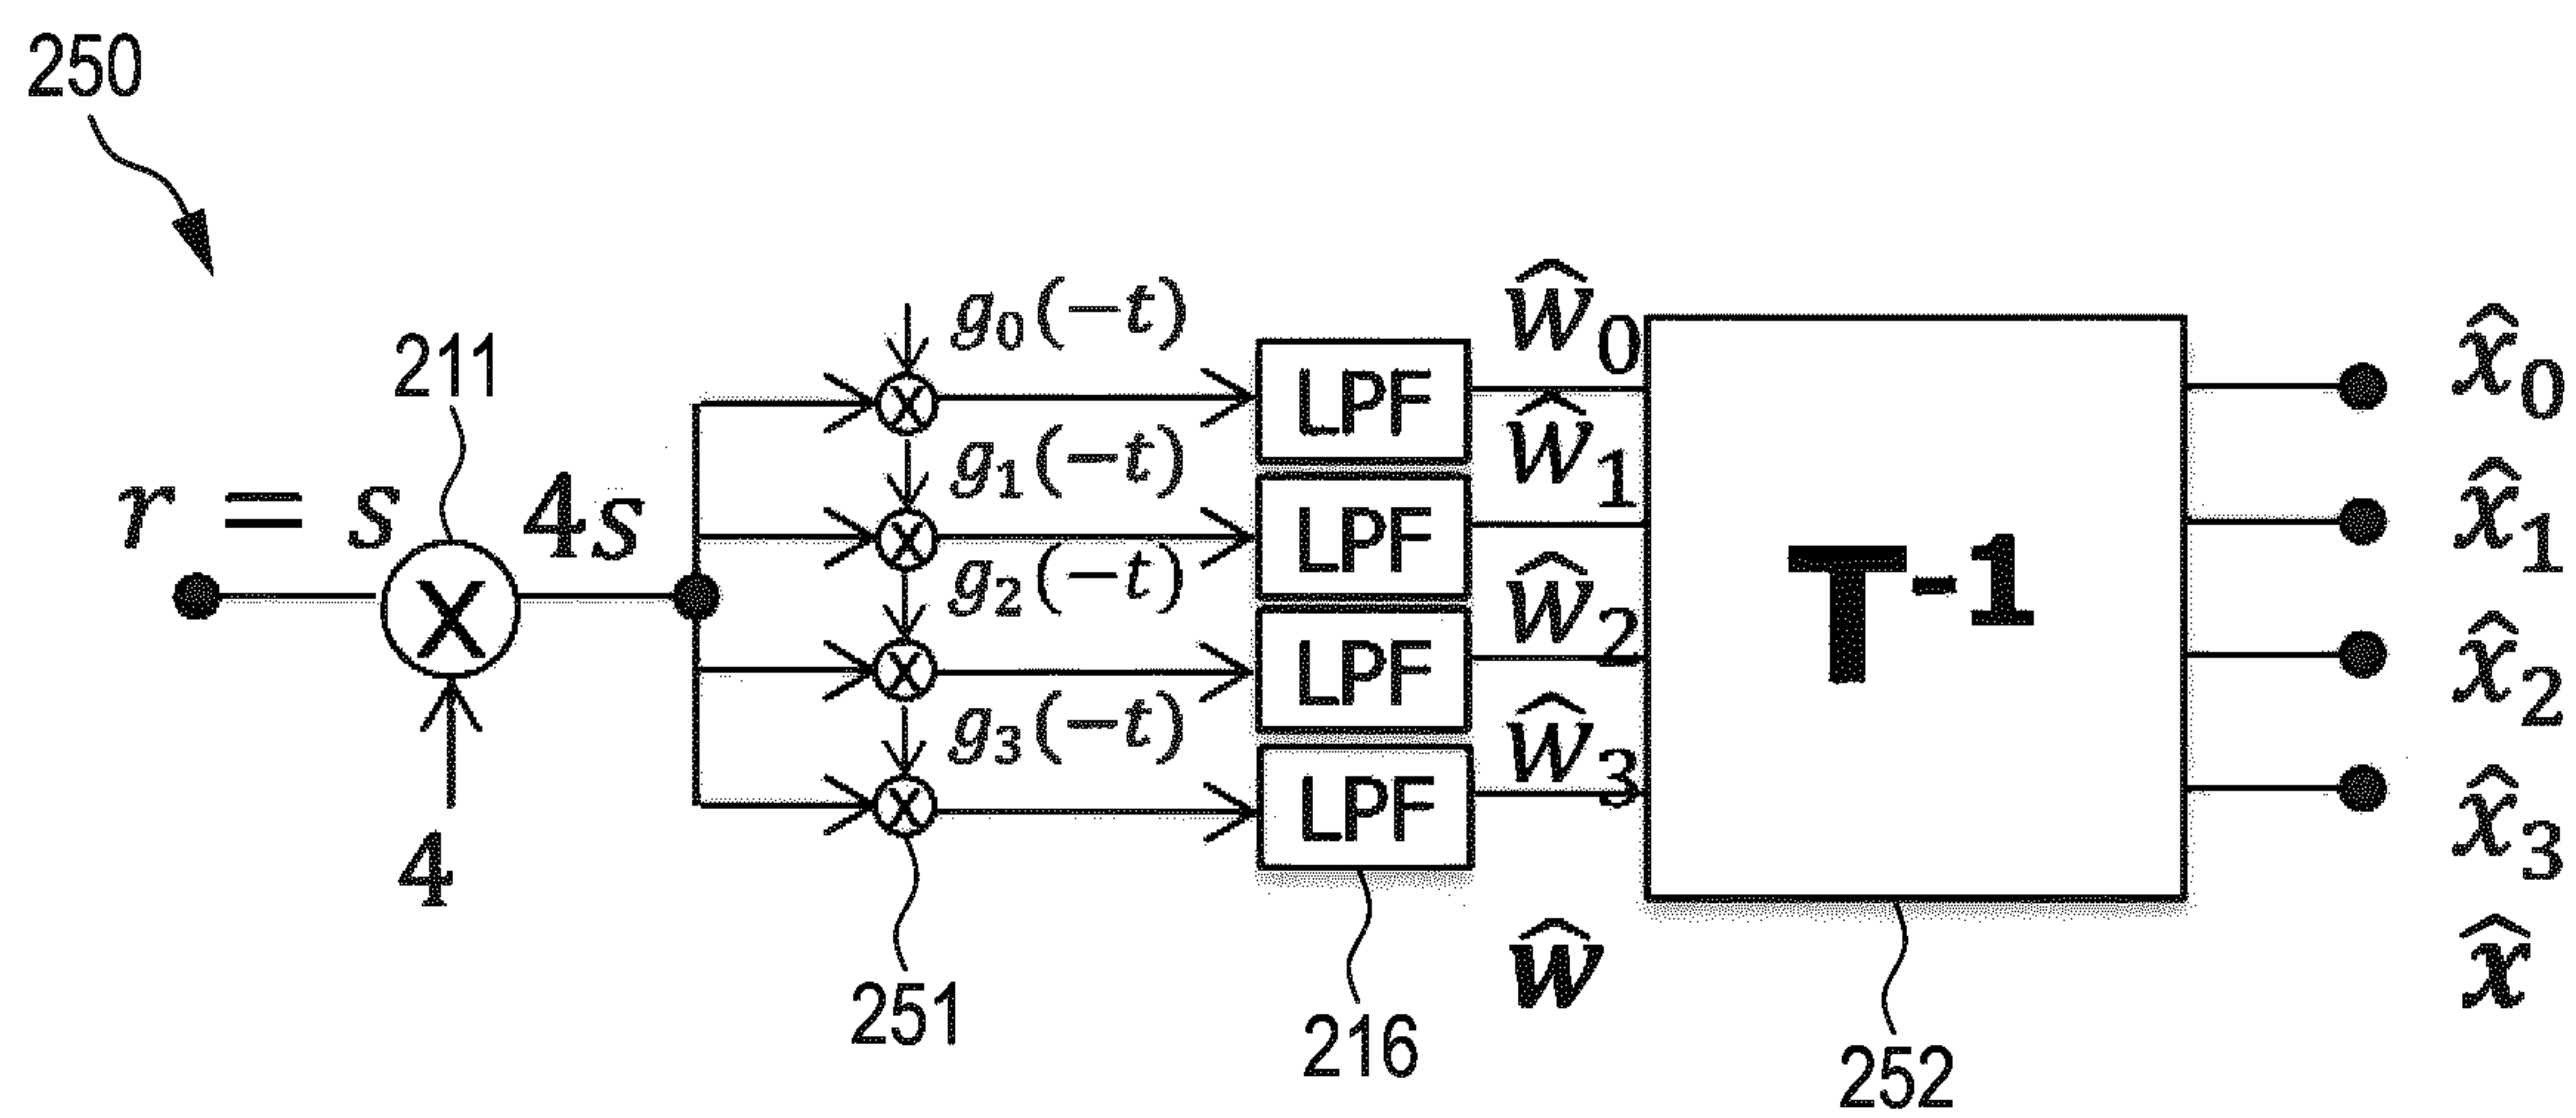 250
211
r = s
4s
4
X
g₀(−t)
X
g₁(−t)
X
g₂(−t)
X
g₃(−t)
X
251
LPF
LPF
LPF
LPF
216
ŵ₀
ŵ₁
ŵ₂
ŵ₃
ŵ
T⁻¹
252
x̂₀
x̂₁
x̂₂
x̂₃
x̂